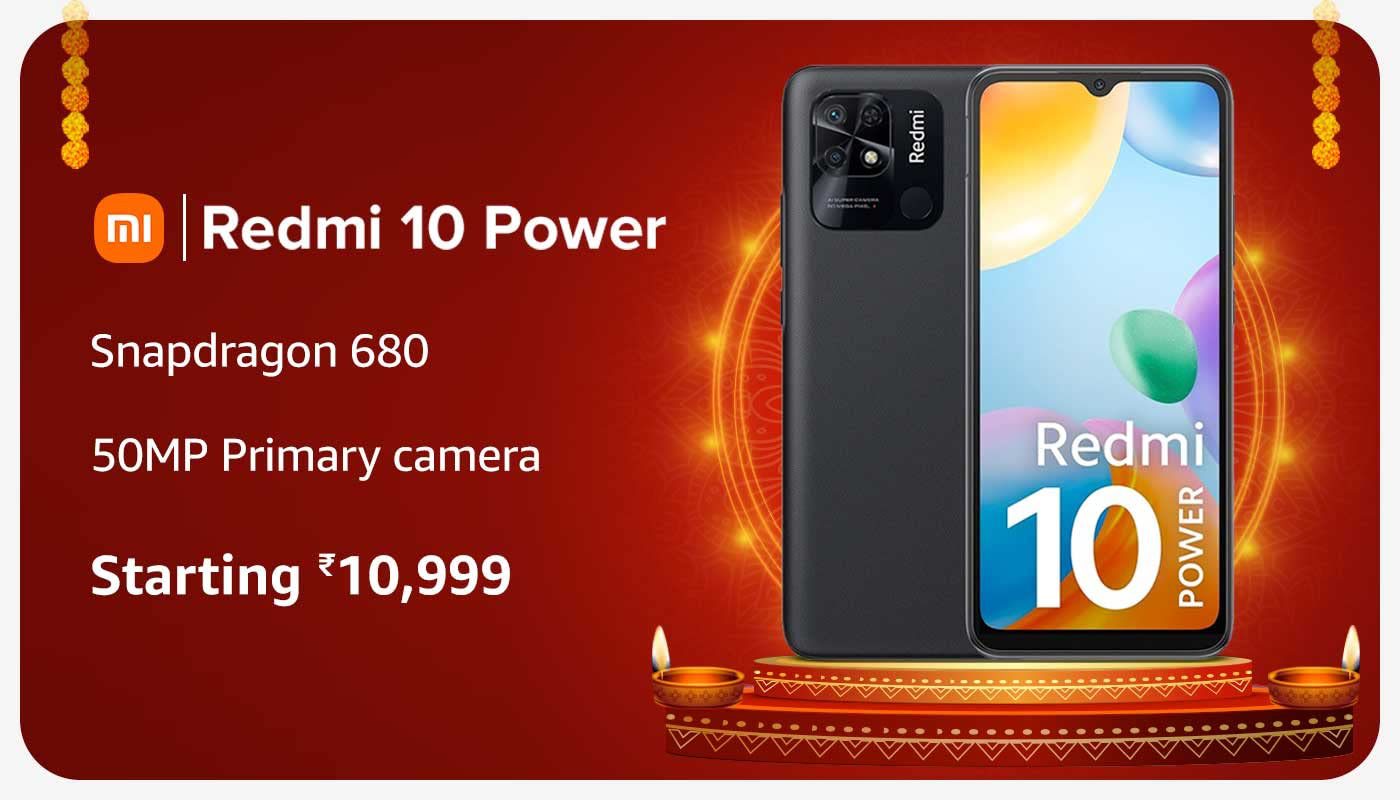 mi | Redmi 10 Power
Snapdragon 680
50MP Primary camera
Starting ₹10,999
Redmi
Redmi
10
POWER